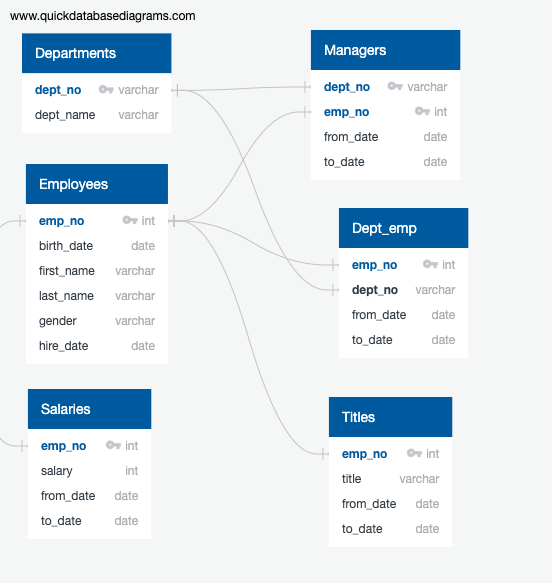 www.quickdatabasediagrams.com
Departments
dept_no varchar
dept_name varchar
Managers
dept_no varchar
emp_no int
from_date date
to_date date
Employees
emp_no int
birth_date date
first_name varchar
last_name varchar
gender varchar
hire_date date
Dept_emp
emp_no int
dept_no varchar
from_date date
to_date date
Salaries
emp_no int
salary int
from_date date
to_date date
Titles
emp_no int
title varchar
from_date date
to_date date